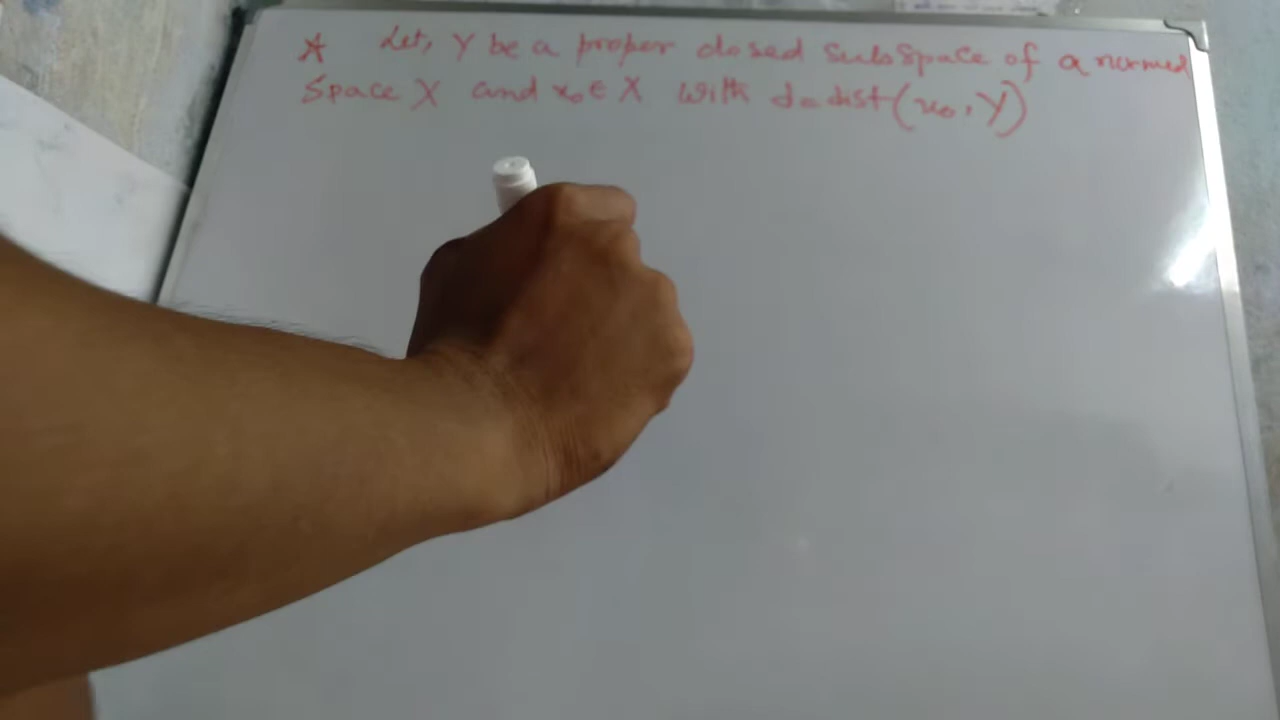 * Let, Y be a proper closed subspace of a normed
Space X and x₀ ∈ X with d = dist(x₀, Y)